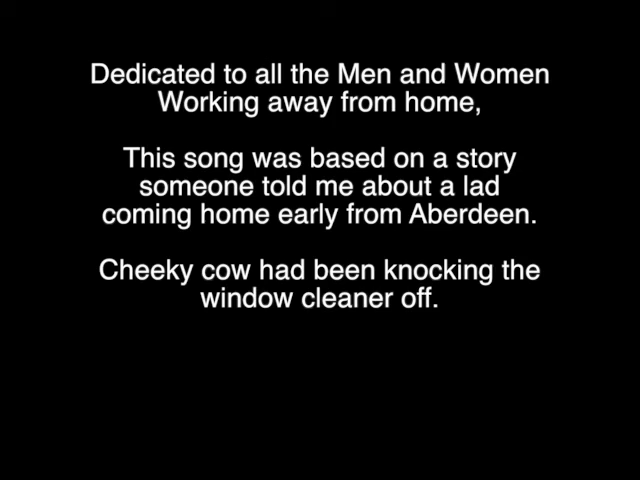 Dedicated to all the Men and Women
Working away from home,
This song was based on a story
someone told me about a lad
coming home early from Aberdeen.
Cheeky cow had been knocking the
window cleaner off.